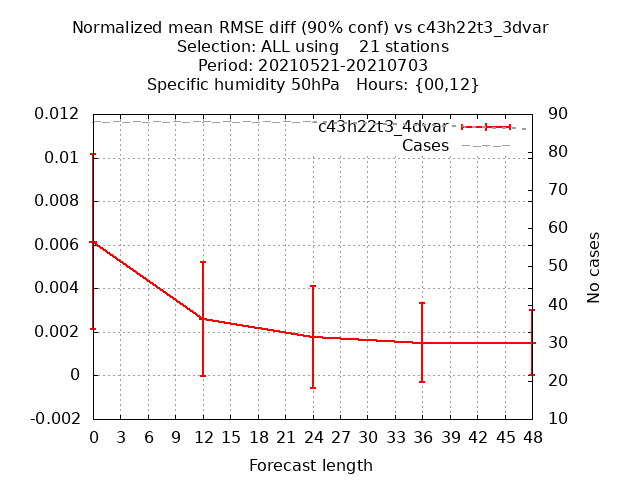 Normalized mean RMSE diff (90% conf) vs c43h22t3_3dvar
Selection: ALL using    21 stations
Period: 20210521-20210703
Specific humidity 50hPa   Hours: {00,12}
0.012
0.01
0.008
0.006
0.004
0.002
0
-0.002
c43h22t3_4dvar
Cases
90
80
70
60
50
40
30
20
10
No cases
0 3 6 9 12 15 18 21 24 27 30 33 36 39 42 45 48
Forecast length